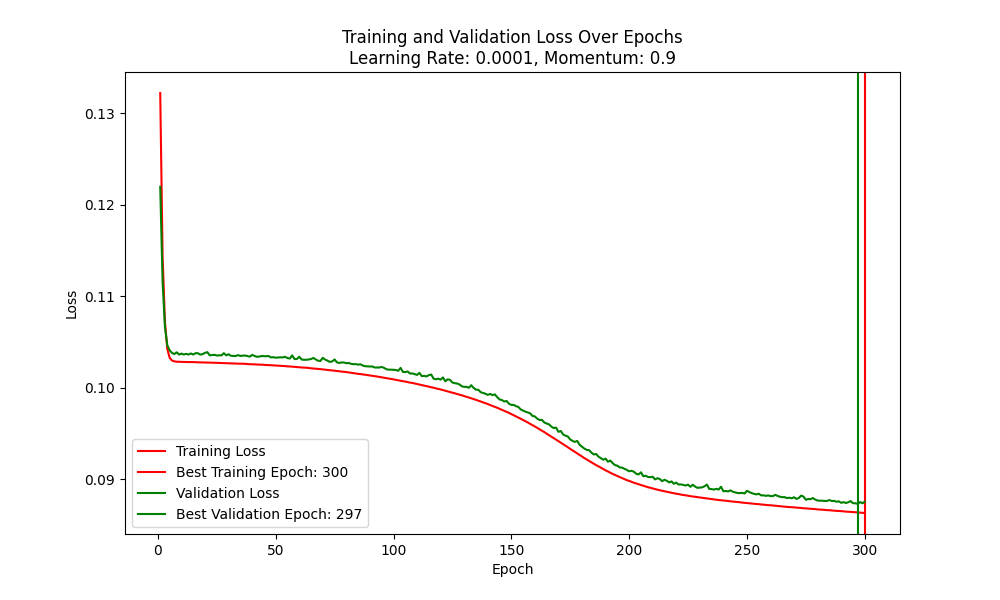 Training and Validation Loss Over Epochs
Learning Rate: 0.0001, Momentum: 0.9
Loss
0.13
0.12
0.11
0.10
0.09
Training Loss
Best Training Epoch: 300
Validation Loss
Best Validation Epoch: 297
0
50
100
150
200
250
300
Epoch